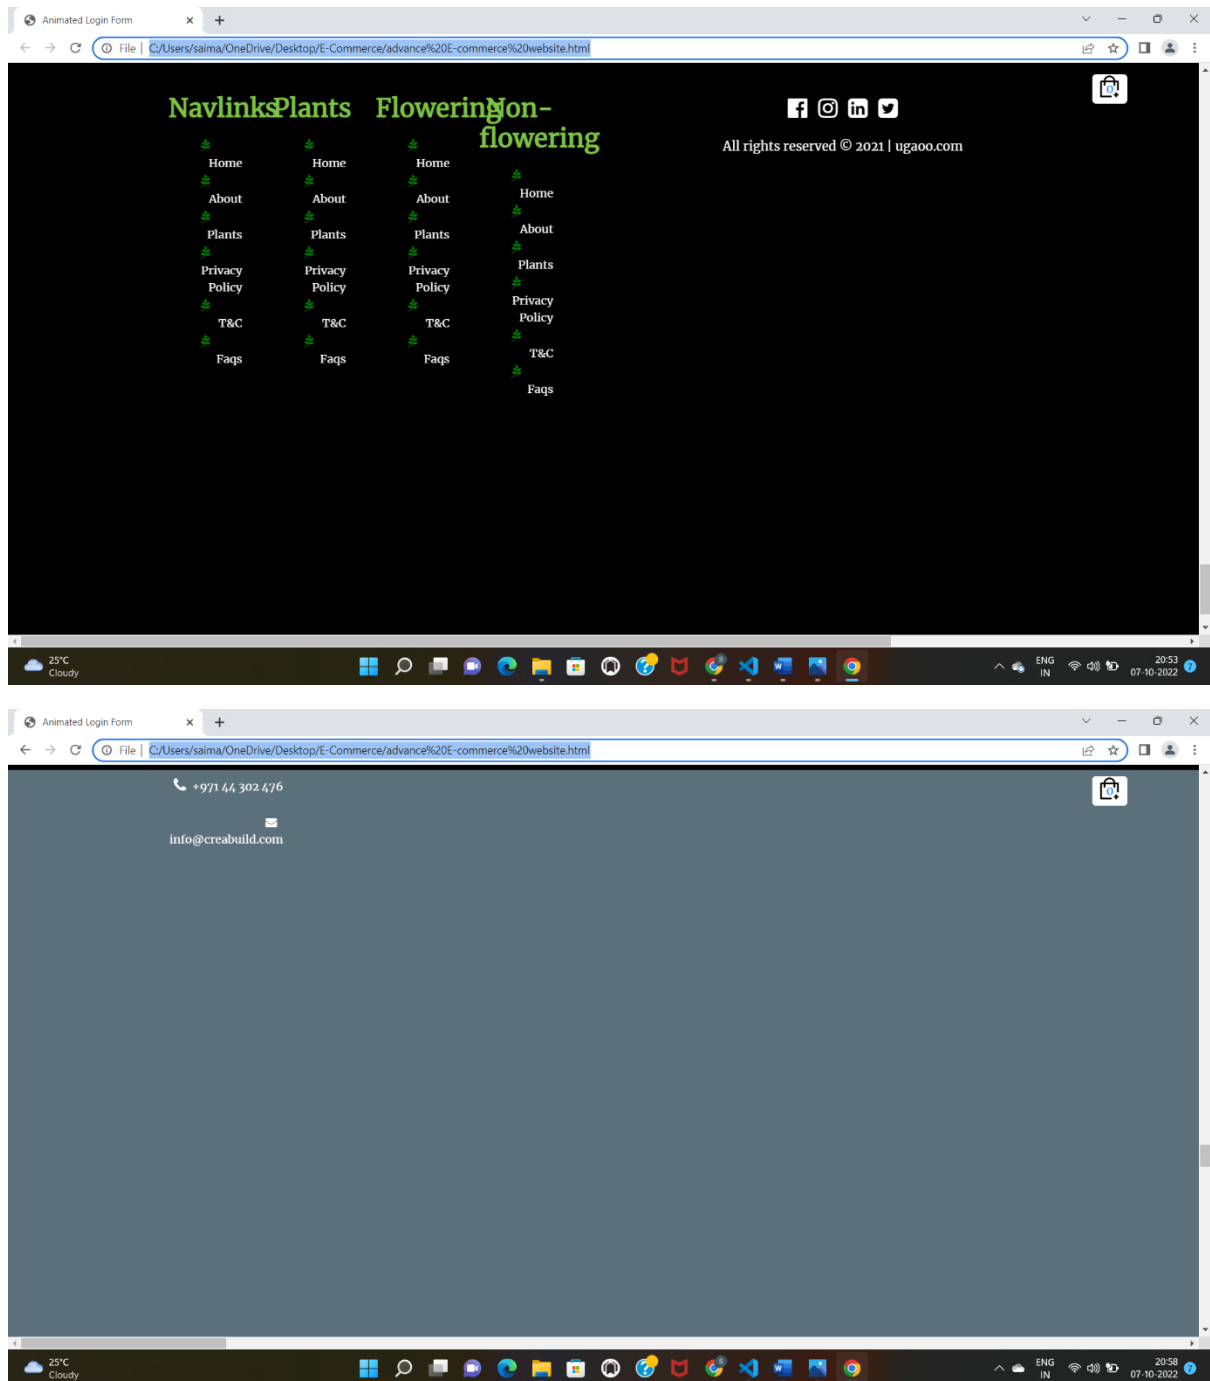 Animated Login Form
File | C:/Users/saima/OneDrive/Desktop/E-Commerce/advance%20E-commerce%20website.html
Navlinks
Home
About
Plants
Privacy
Policy
T&C
Faqs
Plants
Home
About
Plants
Privacy
Policy
T&C
Faqs
Flowering
Home
About
Plants
Privacy
Policy
T&C
Faqs
Non-
flowering
Home
About
Plants
Privacy
Policy
T&C
Faqs
All rights reserved © 2021 | ugaoo.com
0
25°C
Cloudy
ENG
IN
20:53
07-10-2022
7
Animated Login Form
File | C:/Users/saima/OneDrive/Desktop/E-Commerce/advance%20E-commerce%20website.html
+971 44 302 476
info@creabuild.com
0
25°C
Cloudy
ENG
IN
20:58
07-10-2022
7